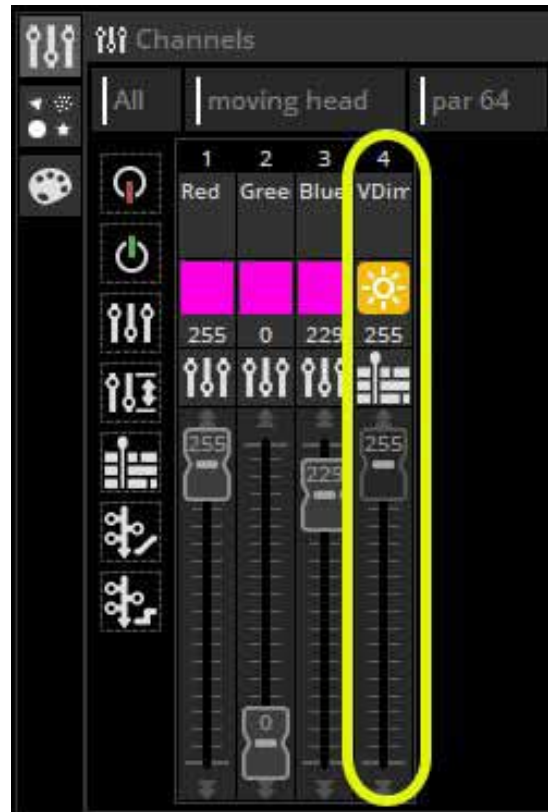 Channels
All moving head par 64
1 2 3 4
Red Gree Blue VDim
255 0 229 255
255 229 255
0